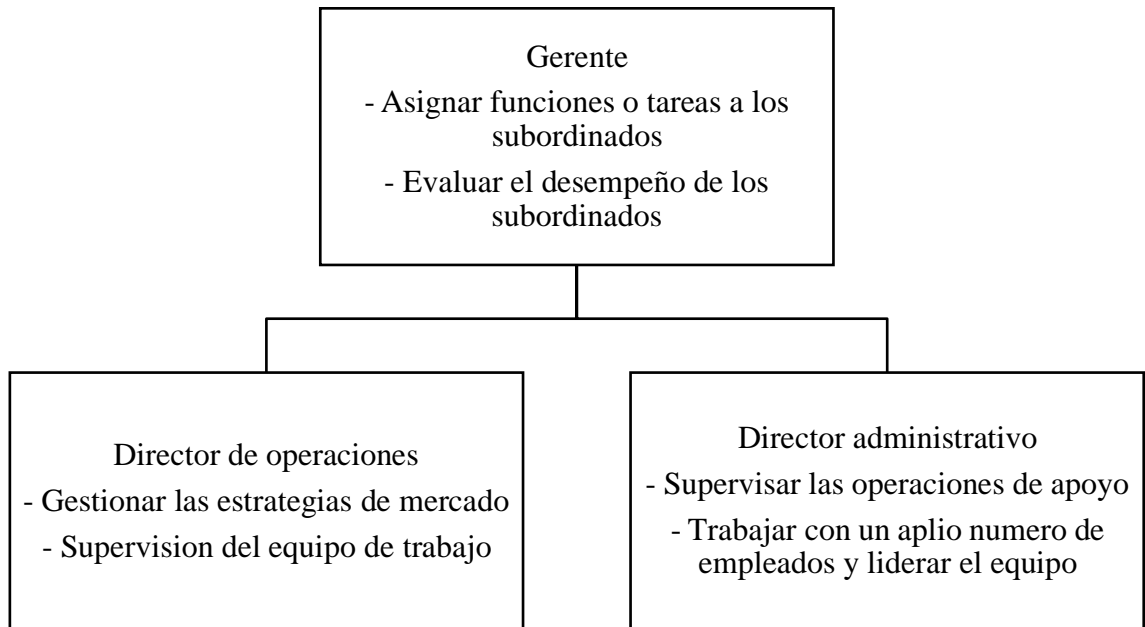 Gerente
- Asignar funciones o tareas a los
subordinados
- Evaluar el desempeño de los
subordinados
Director de operaciones
- Gestionar las estrategias de mercado
- Supervision del equipo de trabajo
Director administrativo
- Supervisar las operaciones de apoyo
- Trabajar con un aplio numero de
empleados y liderar el equipo